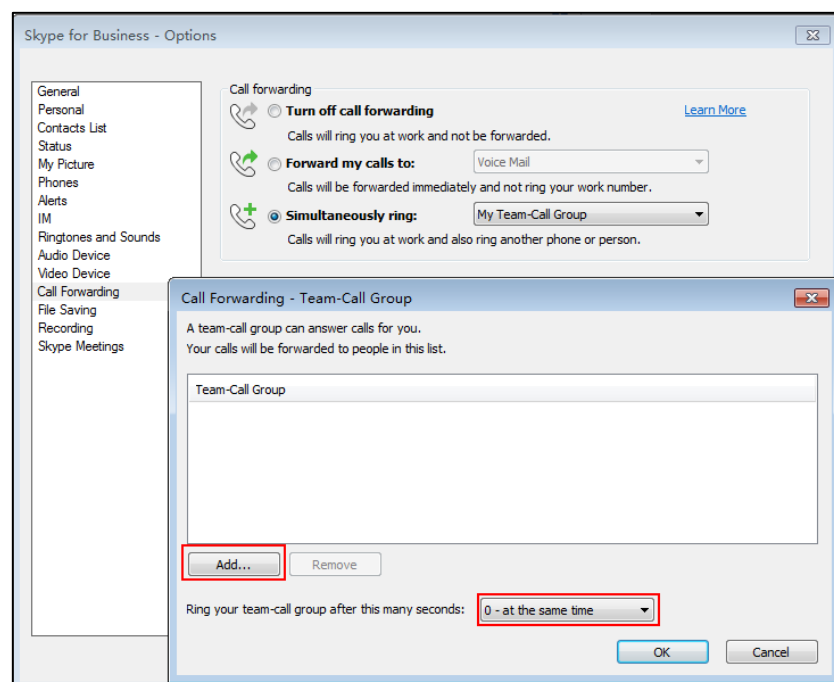 Skype for Business - Options
General
Personal
Contacts List
Status
My Picture
Phones
Alerts
IM
Ringtones and Sounds
Audio Device
Video Device
Call Forwarding
File Saving
Recording
Skype Meetings
Call forwarding
Turn off call forwarding Learn More
Calls will ring you at work and not be forwarded.
Forward my calls to: Voice Mail
Calls will be forwarded immediately and not ring your work number.
Simultaneously ring: My Team-Call Group
Calls will ring you at work and also ring another phone or person.
Call Forwarding - Team-Call Group
A team-call group can answer calls for you.
Your calls will be forwarded to people in this list.
Team-Call Group
Add... Remove
Ring your team-call group after this many seconds: 0 - at the same time
OK Cancel